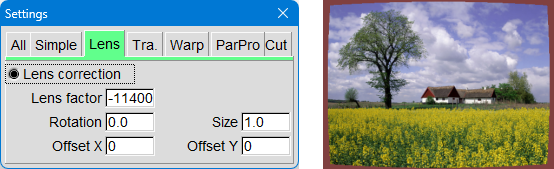 Settings
All Simple Lens Tra. Warp ParPro Cut
Lens correction
Lens factor -11400
Rotation 0.0 Size 1.0
Offset X 0 Offset Y 0